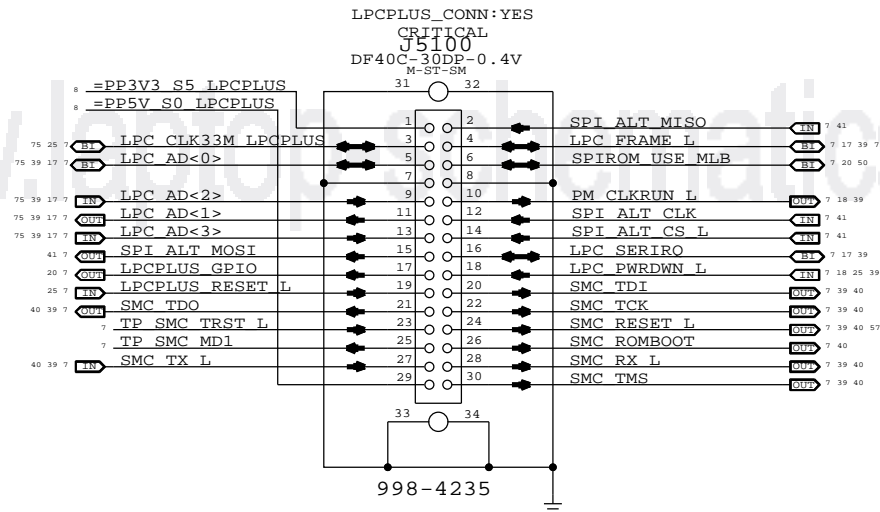 LPCPLUS_CONN:YES
CRITICAL
J5100
DF40C-30DP-0.4V
M-ST-SM
31 32
8 =PP3V3_S5_LPCPLUS
8 =PP5V_S0_LPCPLUS
1 2 SPI_ALT_MISO IN 7 41
75 25 7 BI LPC_CLK33M_LPCPLUS 3 4 LPC_FRAME_L BI 7 17 39 7
75 39 17 7 BI LPC_AD<0> 5 6 SPIROM_USE_MLB BI 7 20 50
7 8
75 39 17 7 IN LPC_AD<2> 9 10 PM_CLKRUN_L OUT 7 18 39
75 39 17 7 OUT LPC_AD<1> 11 12 SPI_ALT_CLK IN 7 41
75 39 17 7 IN LPC_AD<3> 13 14 SPI_ALT_CS_L IN 7 41
41 7 OUT SPI_ALT_MOSI 15 16 LPC_SERIRQ BI 7 17 39
20 7 OUT LPCPLUS_GPIO 17 18 LPC_PWRDWN_L IN 7 18 25 39
25 7 IN LPCPLUS_RESET_L 19 20 SMC_TDI OUT 7 39 40
40 39 7 OUT SMC_TDO 21 22 SMC_TCK OUT 7 39 40
7 TP_SMC_TRST_L 23 24 SMC_RESET_L OUT 7 39 40 57
7 TP_SMC_MD1 25 26 SMC_ROMBOOT OUT 7 40
40 39 7 IN SMC_TX_L 27 28 SMC_RX_L OUT 7 39 40
29 30 SMC_TMS OUT 7 39 40
33 34
998-4235
w.laptop-schematics